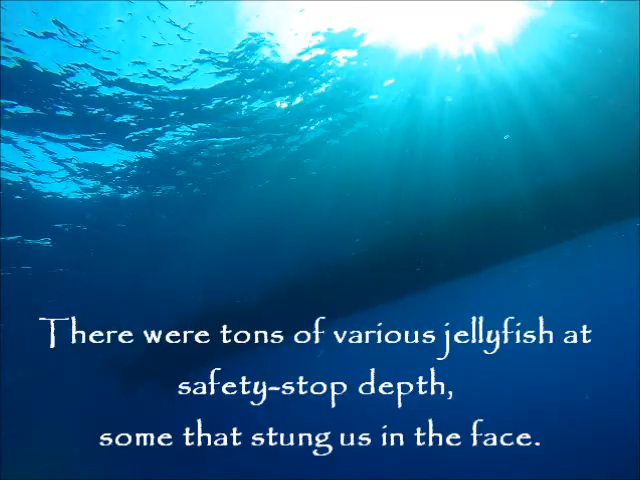 There were tons of various jellyfish at
safety-stop depth,
some that stung us in the face.